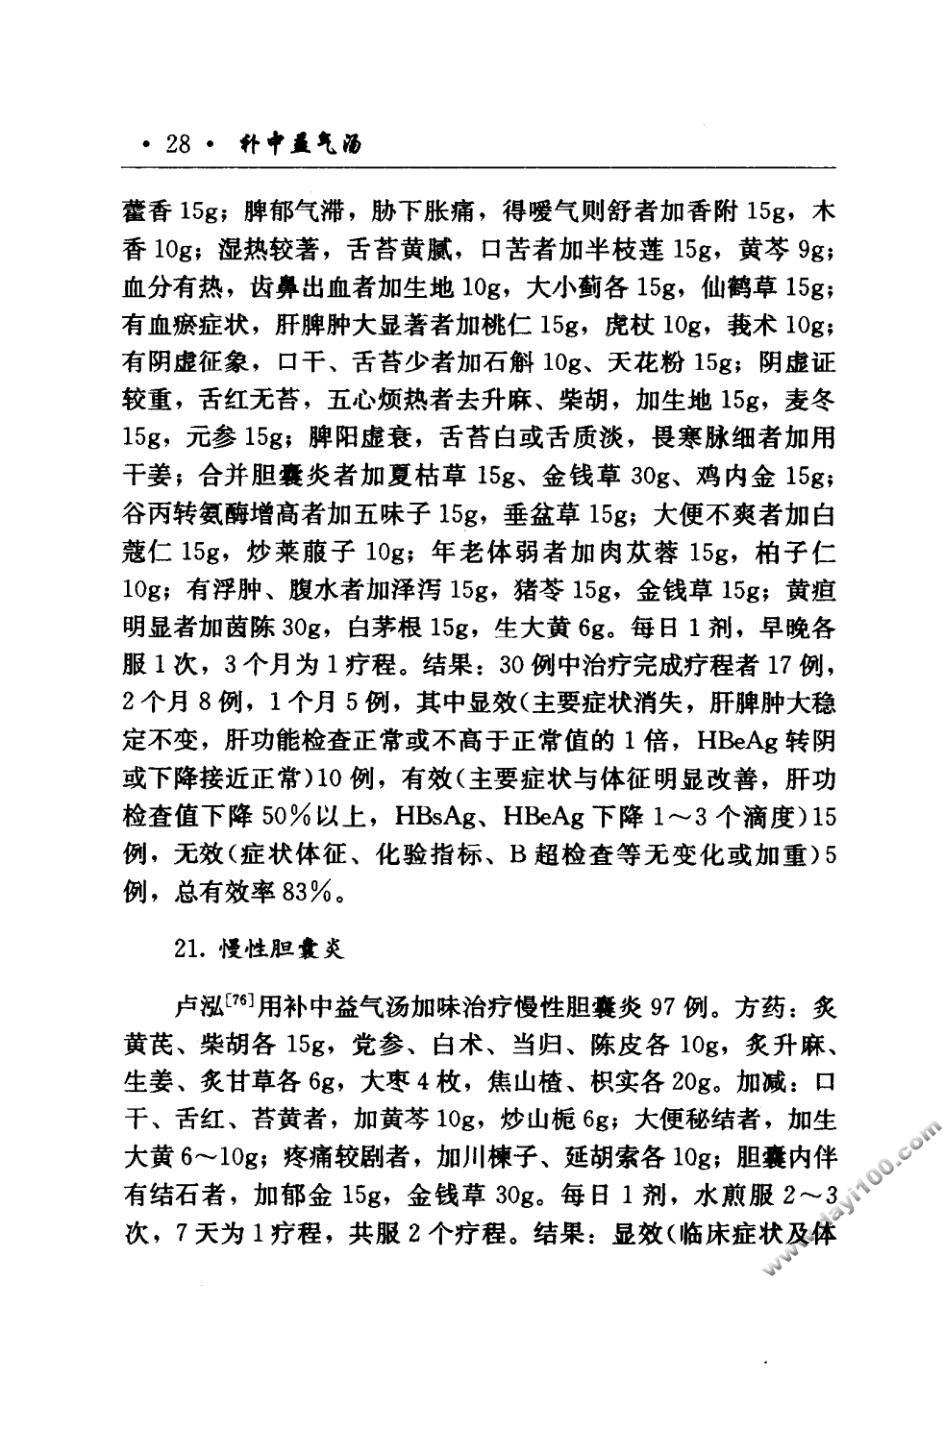 · 28 · 补中益气汤
藿香 15g；脾郁气滞，胁下胀痛，得嗳气则舒者加香附 15g，木
香 10g；湿热较著，舌苔黄腻，口苦者加半枝莲 15g，黄芩 9g；
血分有热，齿鼻出血者加生地 10g，大小蓟各 15g，仙鹤草 15g；
有血瘀症状，肝脾肿大显著者加桃仁 15g，虎杖 10g，莪术 10g；
有阴虚征象，口干、舌苔少者加石斛 10g、天花粉 15g；阴虚证
较重，舌红无苔，五心烦热者去升麻、柴胡，加生地 15g，麦冬
15g，元参 15g；脾阳虚衰，舌苔白或舌质淡，畏寒脉细者加用
干姜；合并胆囊炎者加夏枯草 15g、金钱草 30g、鸡内金 15g；
谷丙转氨酶增高者加五味子 15g，垂盆草 15g；大便不爽者加白
蔻仁 15g，炒莱菔子 10g；年老体弱者加肉苁蓉 15g，柏子仁
10g；有浮肿、腹水者加泽泻 15g，猪苓 15g，金钱草 15g；黄疸
明显者加茵陈 30g，白茅根 15g，生大黄 6g。每日 1 剂，早晚各
服 1 次，3 个月为 1 疗程。结果：30 例中治疗完成疗程者 17 例，
2 个月 8 例，1 个月 5 例，其中显效(主要症状消失，肝脾肿大稳
定不变，肝功能检查正常或不高于正常值的 1 倍，HBeAg 转阴
或下降接近正常)10 例，有效(主要症状与体征明显改善，肝功
检查值下降 50％以上，HBsAg、HBeAg 下降 1～3 个滴度)15
例，无效(症状体征、化验指标、B 超检查等无变化或加重)5
例，总有效率 83％。
21. 慢性胆囊炎
卢泓[76]用补中益气汤加味治疗慢性胆囊炎 97 例。方药：炙
黄芪、柴胡各 15g，党参、白术、当归、陈皮各 10g，炙升麻、
生姜、炙甘草各 6g，大枣 4 枚，焦山楂、枳实各 20g。加减：口
干、舌红、苔黄者，加黄芩 10g，炒山栀 6g；大便秘结者，加生
大黄 6～10g；疼痛较剧者，加川楝子、延胡索各 10g；胆囊内伴
有结石者，加郁金 15g，金钱草 30g。每日 1 剂，水煎服 2～3
次，7 天为 1 疗程，共服 2 个疗程。结果：显效(临床症状及体
www.dayi100.com